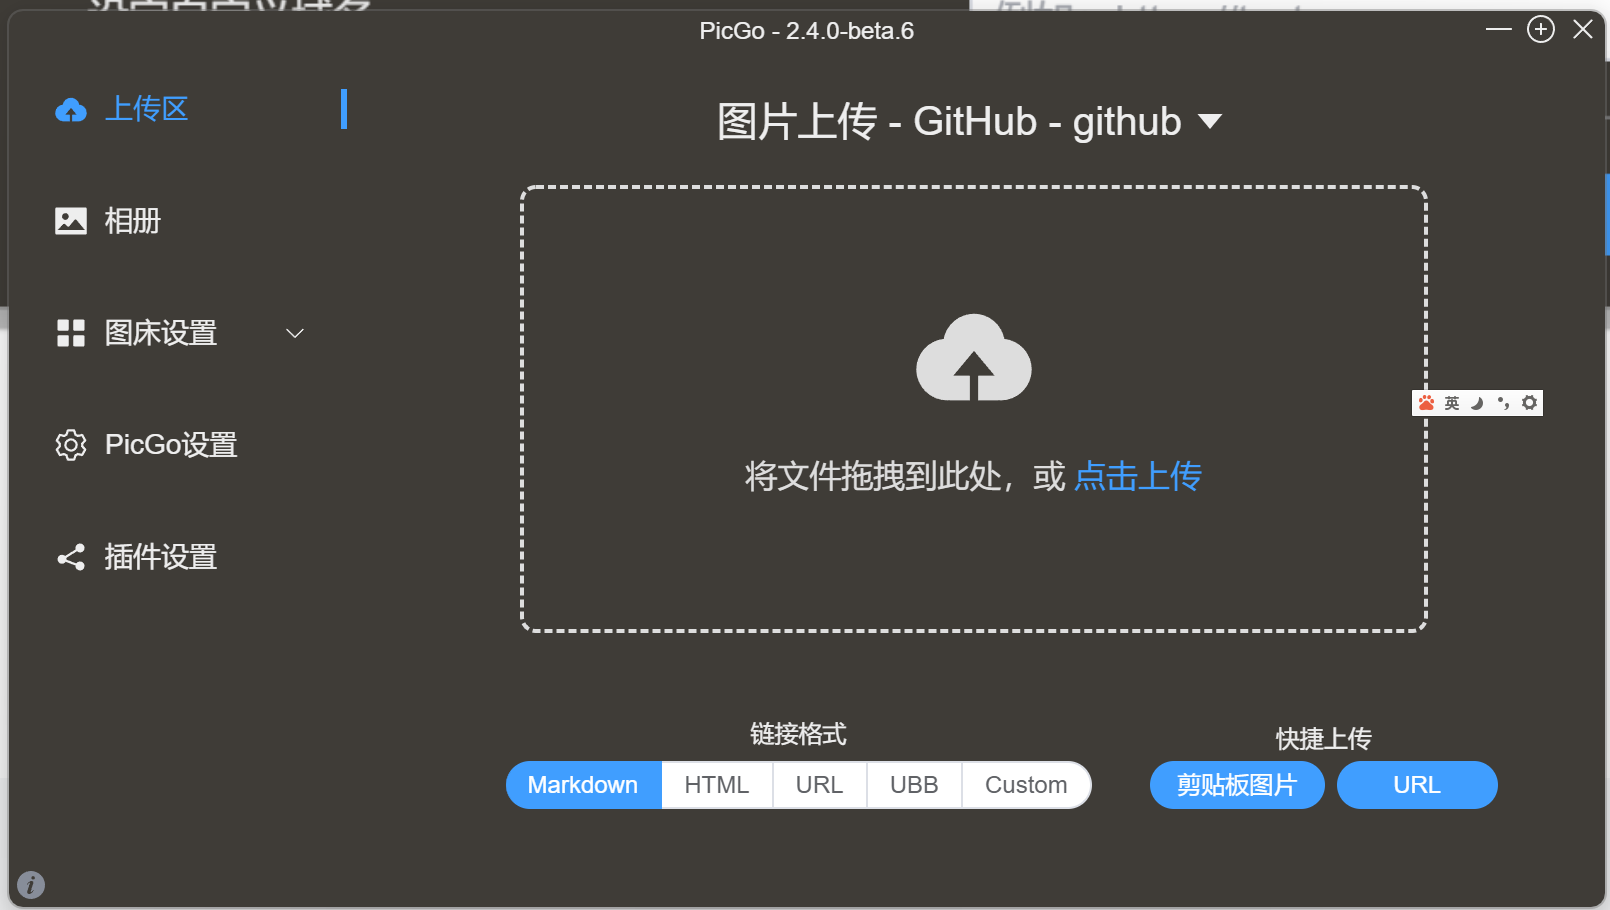 PicGo - 2.4.0-beta.6
上传区
相册
图床设置
PicGo设置
插件设置
图片上传 - GitHub - github
将文件拖拽到此处，或 点击上传
英
链接格式
Markdown HTML URL UBB Custom
快捷上传
剪贴板图片 URL